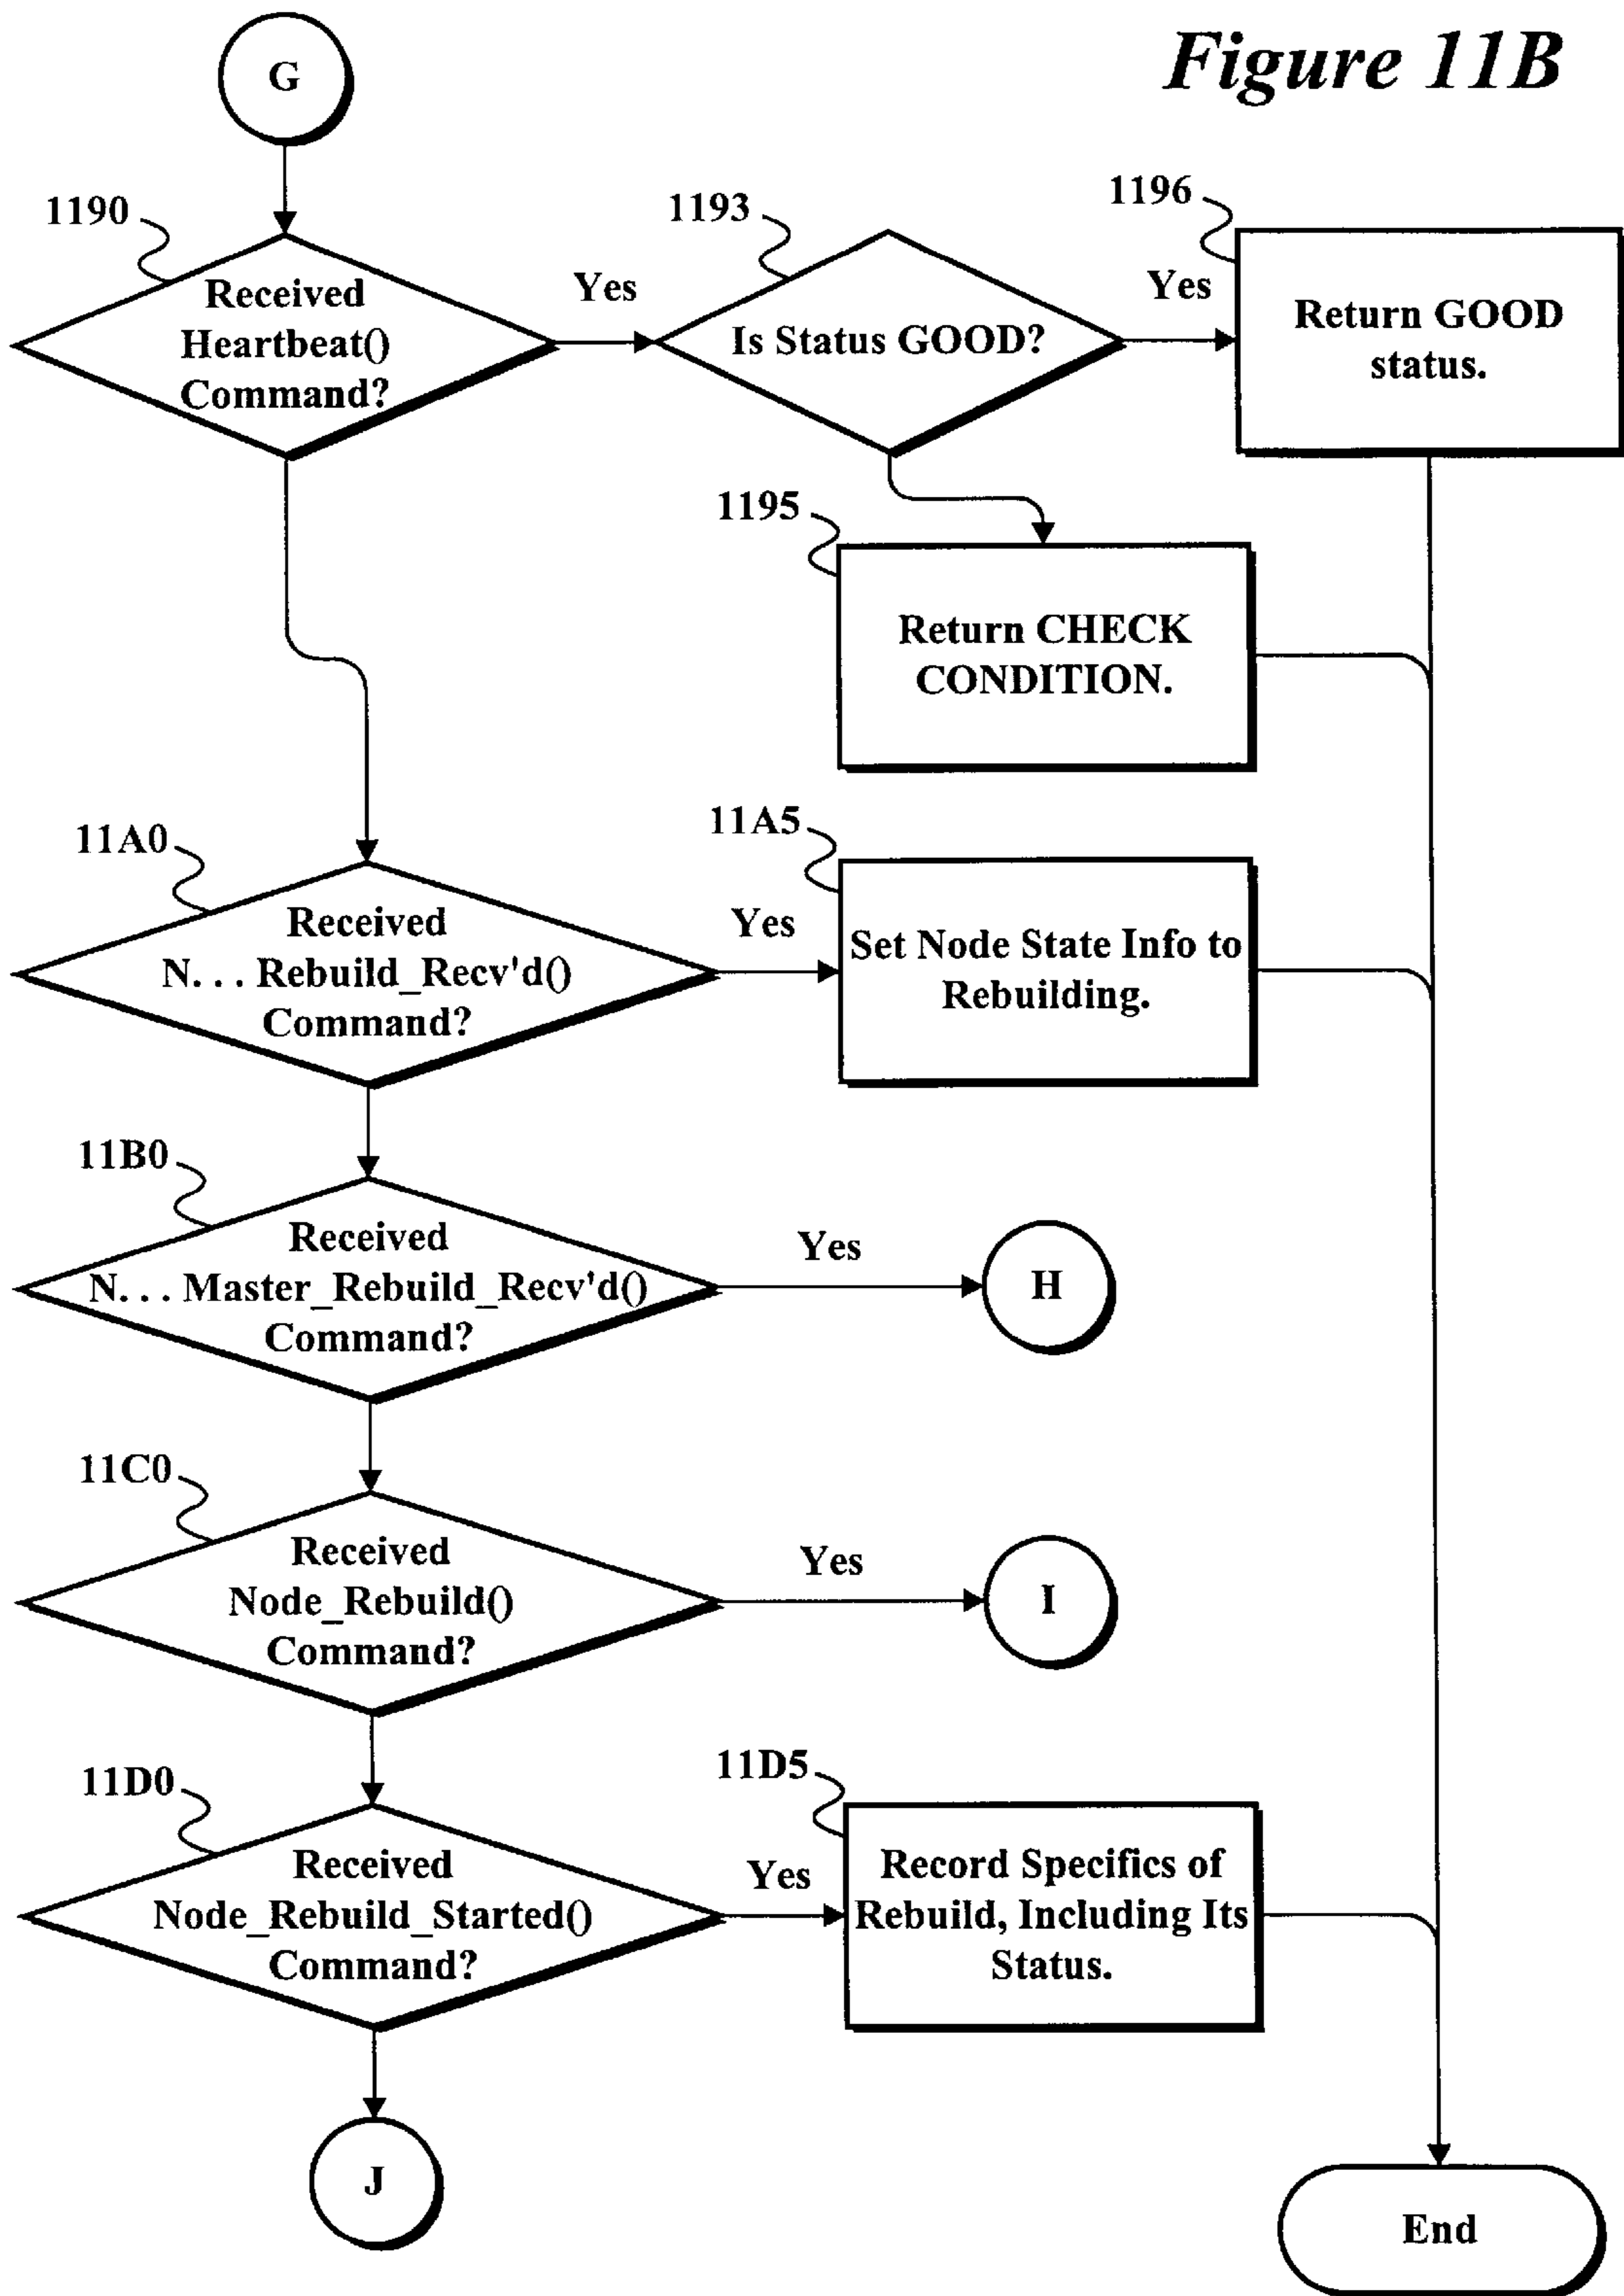 Figure 11B
G
1190
Received
Heartbeat()
Command?
Yes
1193
Is Status GOOD?
Yes
1196
Return GOOD
status.
1195
Return CHECK
CONDITION.
11A0
Received
N. . . Rebuild_Recv'd()
Command?
Yes
11A5
Set Node State Info to
Rebuilding.
11B0
Received
N. . . Master_Rebuild_Recv'd()
Command?
Yes
H
11C0
Received
Node_Rebuild()
Command?
Yes
I
11D0
Received
Node_Rebuild_Started()
Command?
Yes
11D5
Record Specifics of
Rebuild, Including Its
Status.
J
End